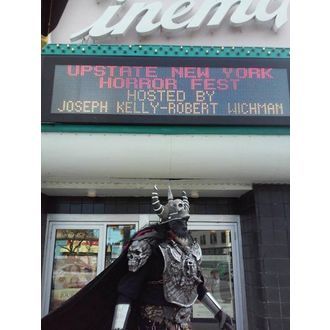 Cinema
UPSTATE NEW YORK
HORROR FEST
HOSTED BY
JOSEPH KELLY-ROBERT WICHMAN